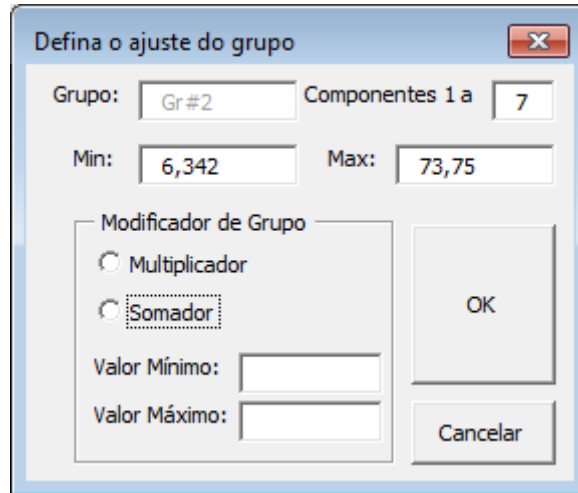 Defina o ajuste do grupo
Grupo: Gr#2 Componentes 1 a 7
Min: 6,342 Max: 73,75
Modificador de Grupo
Multiplicador
Somador
OK
Valor Mínimo:
Valor Máximo:
Cancelar